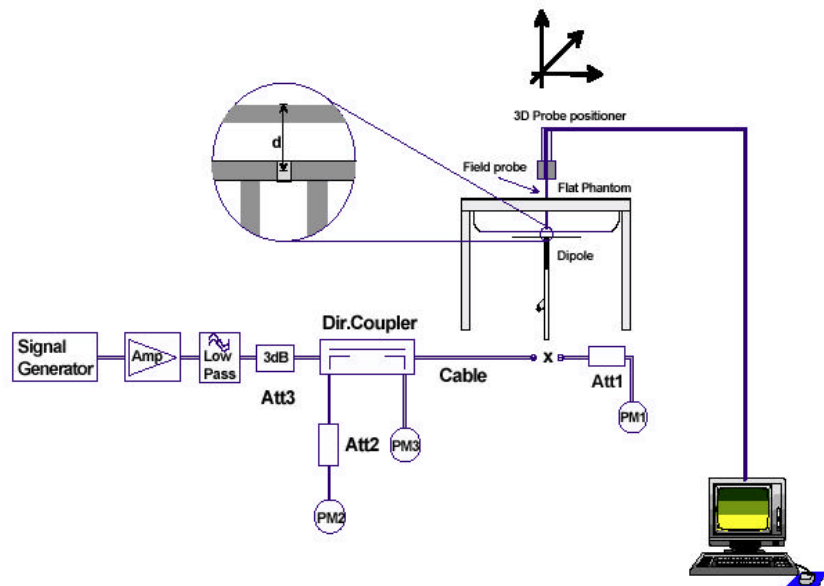 3D Probe positioner
d
Field probe
Flat Phantom
Dipole
Dir.Coupler
Signal
Generator
Amp
Low
Pass
3dB
Cable
x
Att1
Att3
PM1
Att2
PM3
PM2